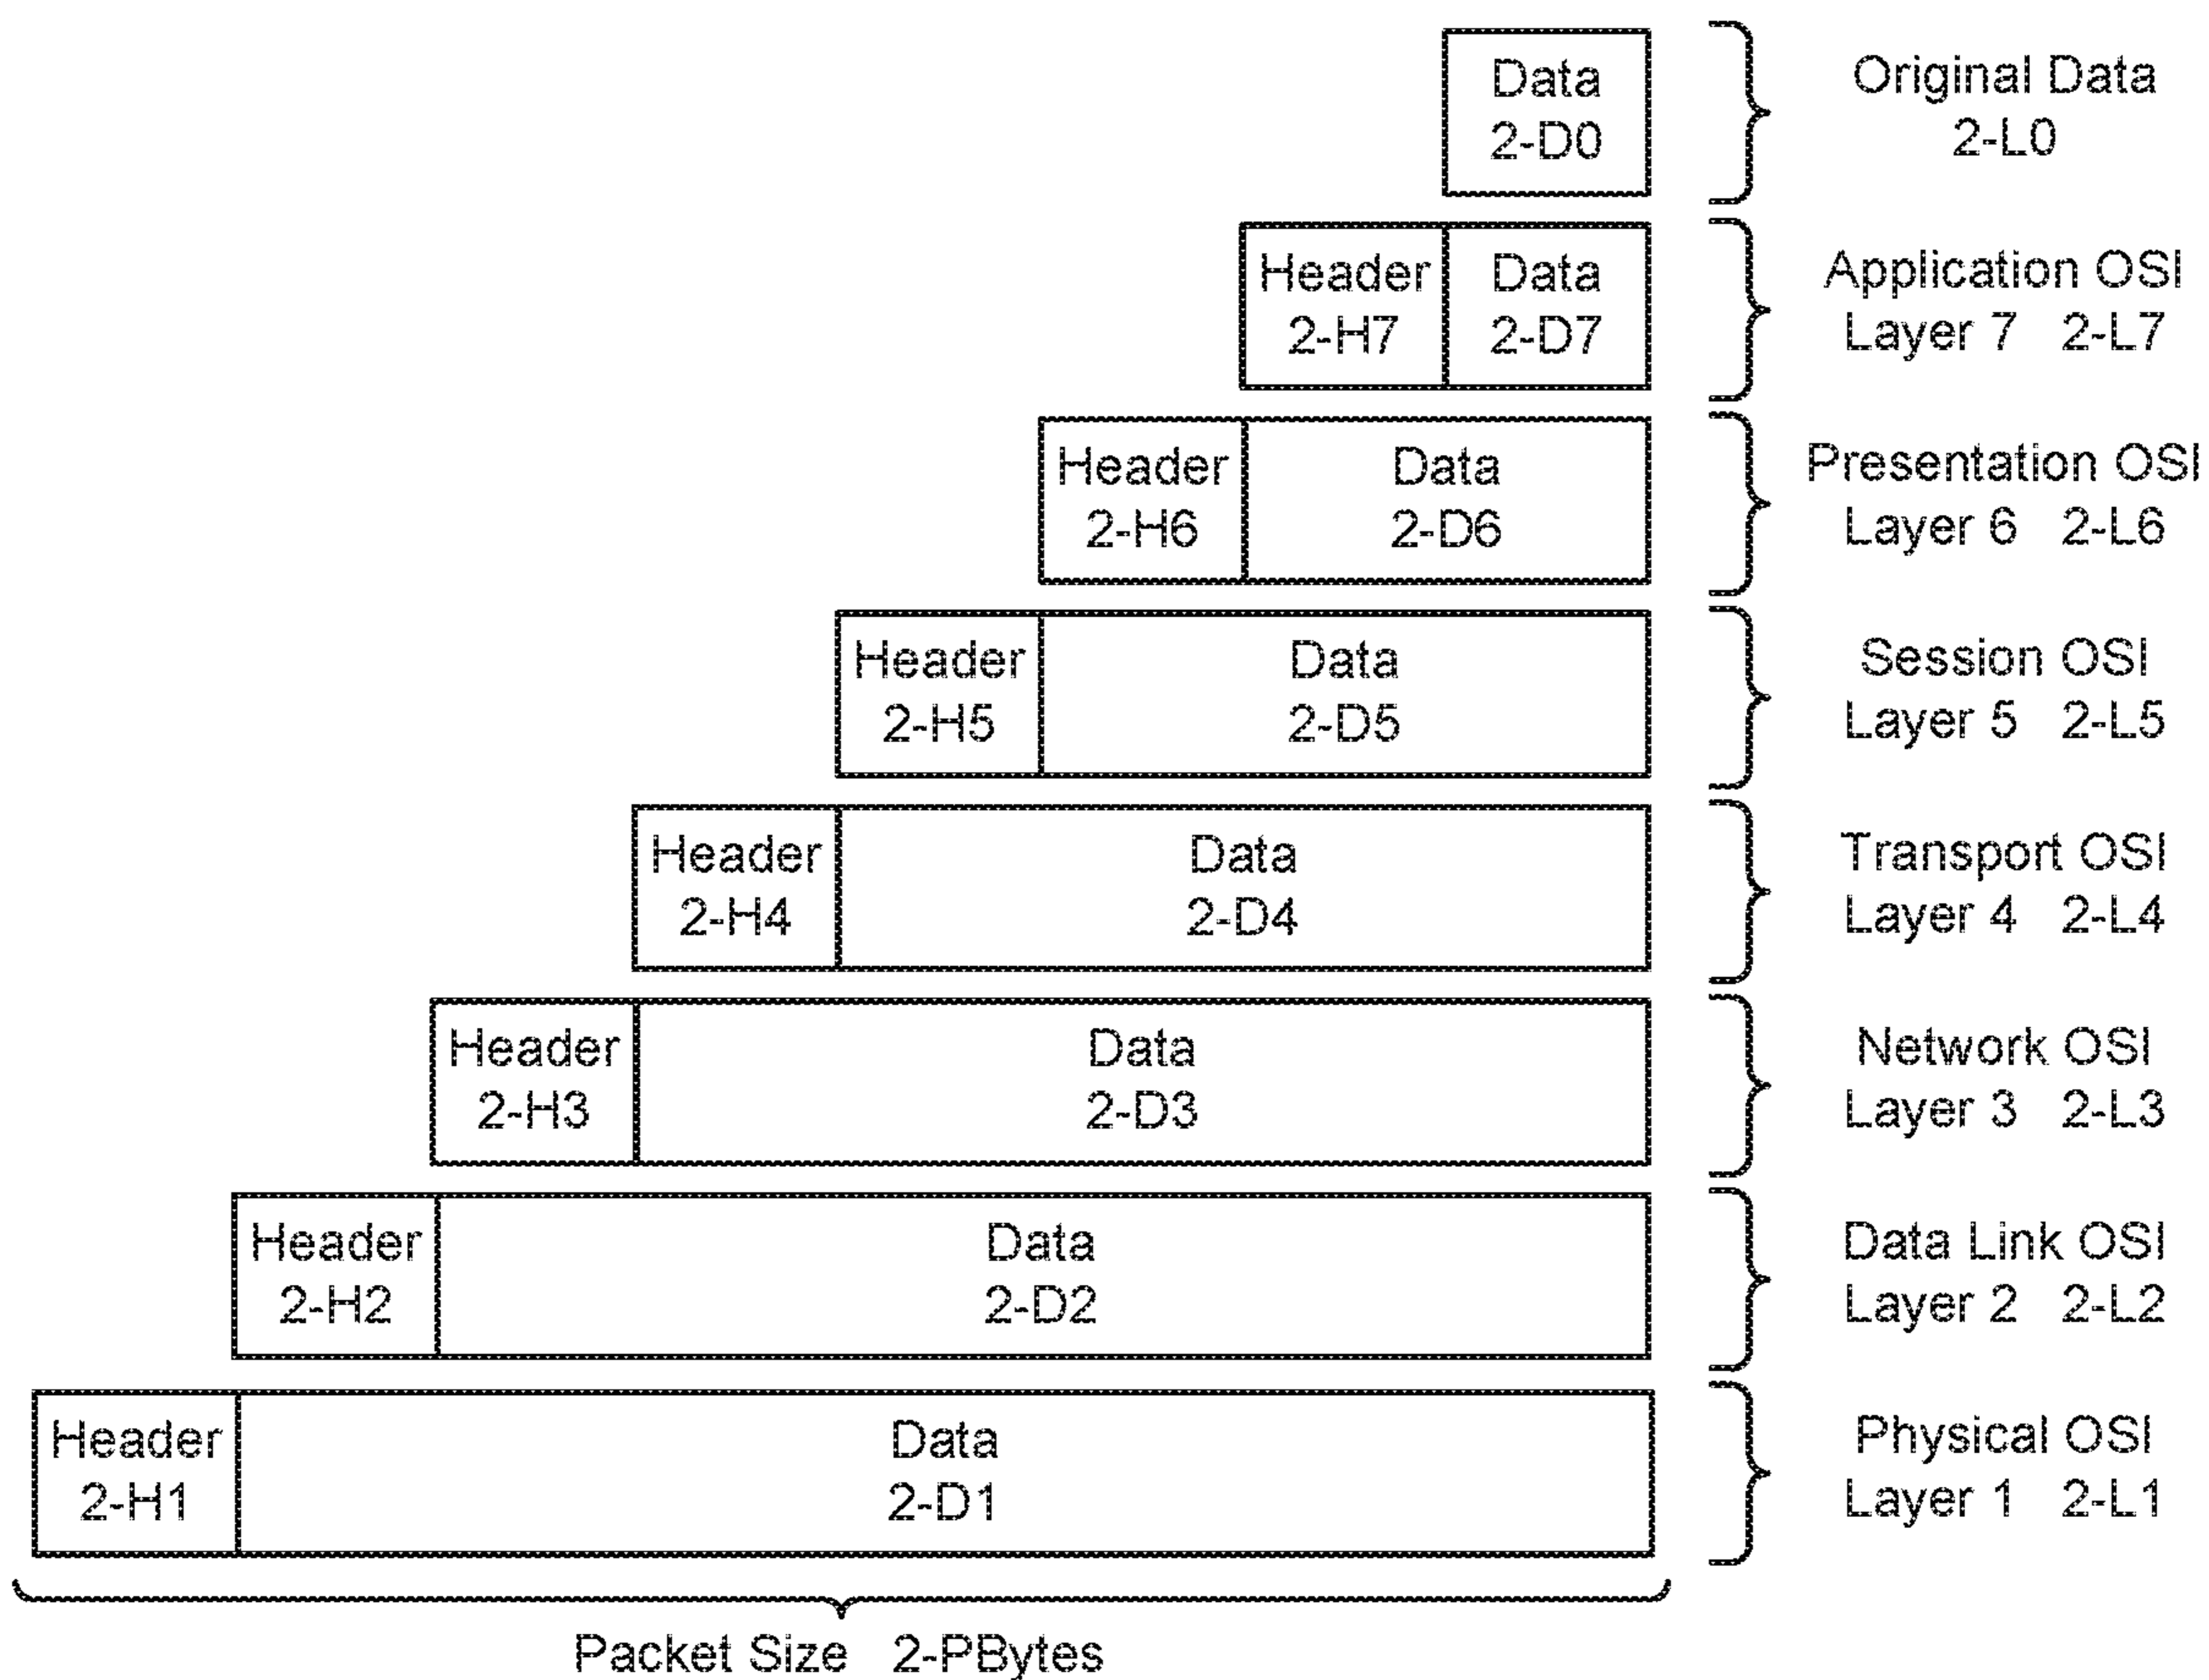 Data
2-D0
Original Data
2-L0
Header
2-H7
Data
2-D7
Application OSI
Layer 7 2-L7
Header
2-H6
Data
2-D6
Presentation OSI
Layer 6 2-L6
Header
2-H5
Data
2-D5
Session OSI
Layer 5 2-L5
Header
2-H4
Data
2-D4
Transport OSI
Layer 4 2-L4
Header
2-H3
Data
2-D3
Network OSI
Layer 3 2-L3
Header
2-H2
Data
2-D2
Data Link OSI
Layer 2 2-L2
Header
2-H1
Data
2-D1
Physical OSI
Layer 1 2-L1
Packet Size 2-PBytes